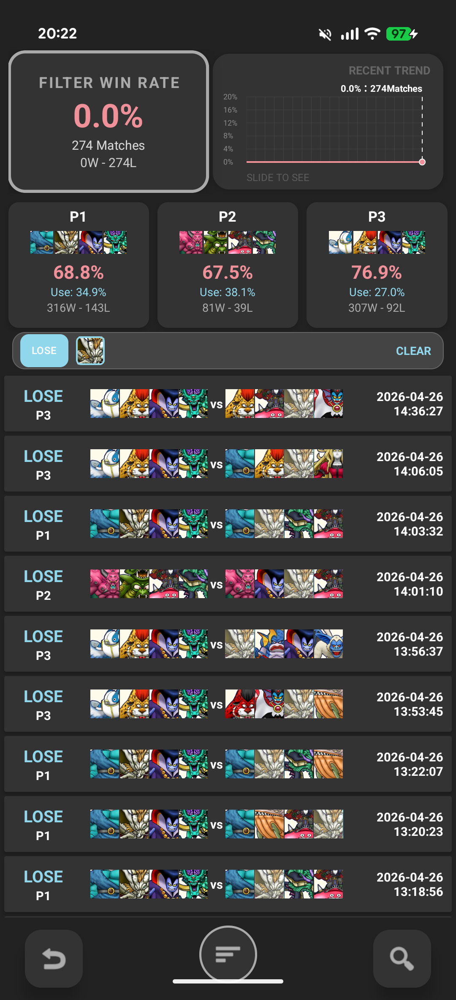 20:22
97
FILTER WIN RATE
0.0%
274 Matches
0W - 274L
RECENT TREND
0.0% : 274Matches
20%
16%
12%
8%
4%
0%
SLIDE TO SEE
P1
68.8%
Use: 34.9%
316W - 143L
P2
67.5%
Use: 38.1%
81W - 39L
P3
76.9%
Use: 27.0%
307W - 92L
LOSE
CLEAR
LOSE
P3
vs
2026-04-26
14:36:27
LOSE
P3
vs
2026-04-26
14:06:05
LOSE
P1
vs
2026-04-26
14:03:32
LOSE
P2
vs
2026-04-26
14:01:10
LOSE
P3
vs
2026-04-26
13:56:37
LOSE
P3
vs
2026-04-26
13:53:45
LOSE
P1
vs
2026-04-26
13:22:07
LOSE
P1
vs
2026-04-26
13:20:23
LOSE
P1
vs
2026-04-26
13:18:56